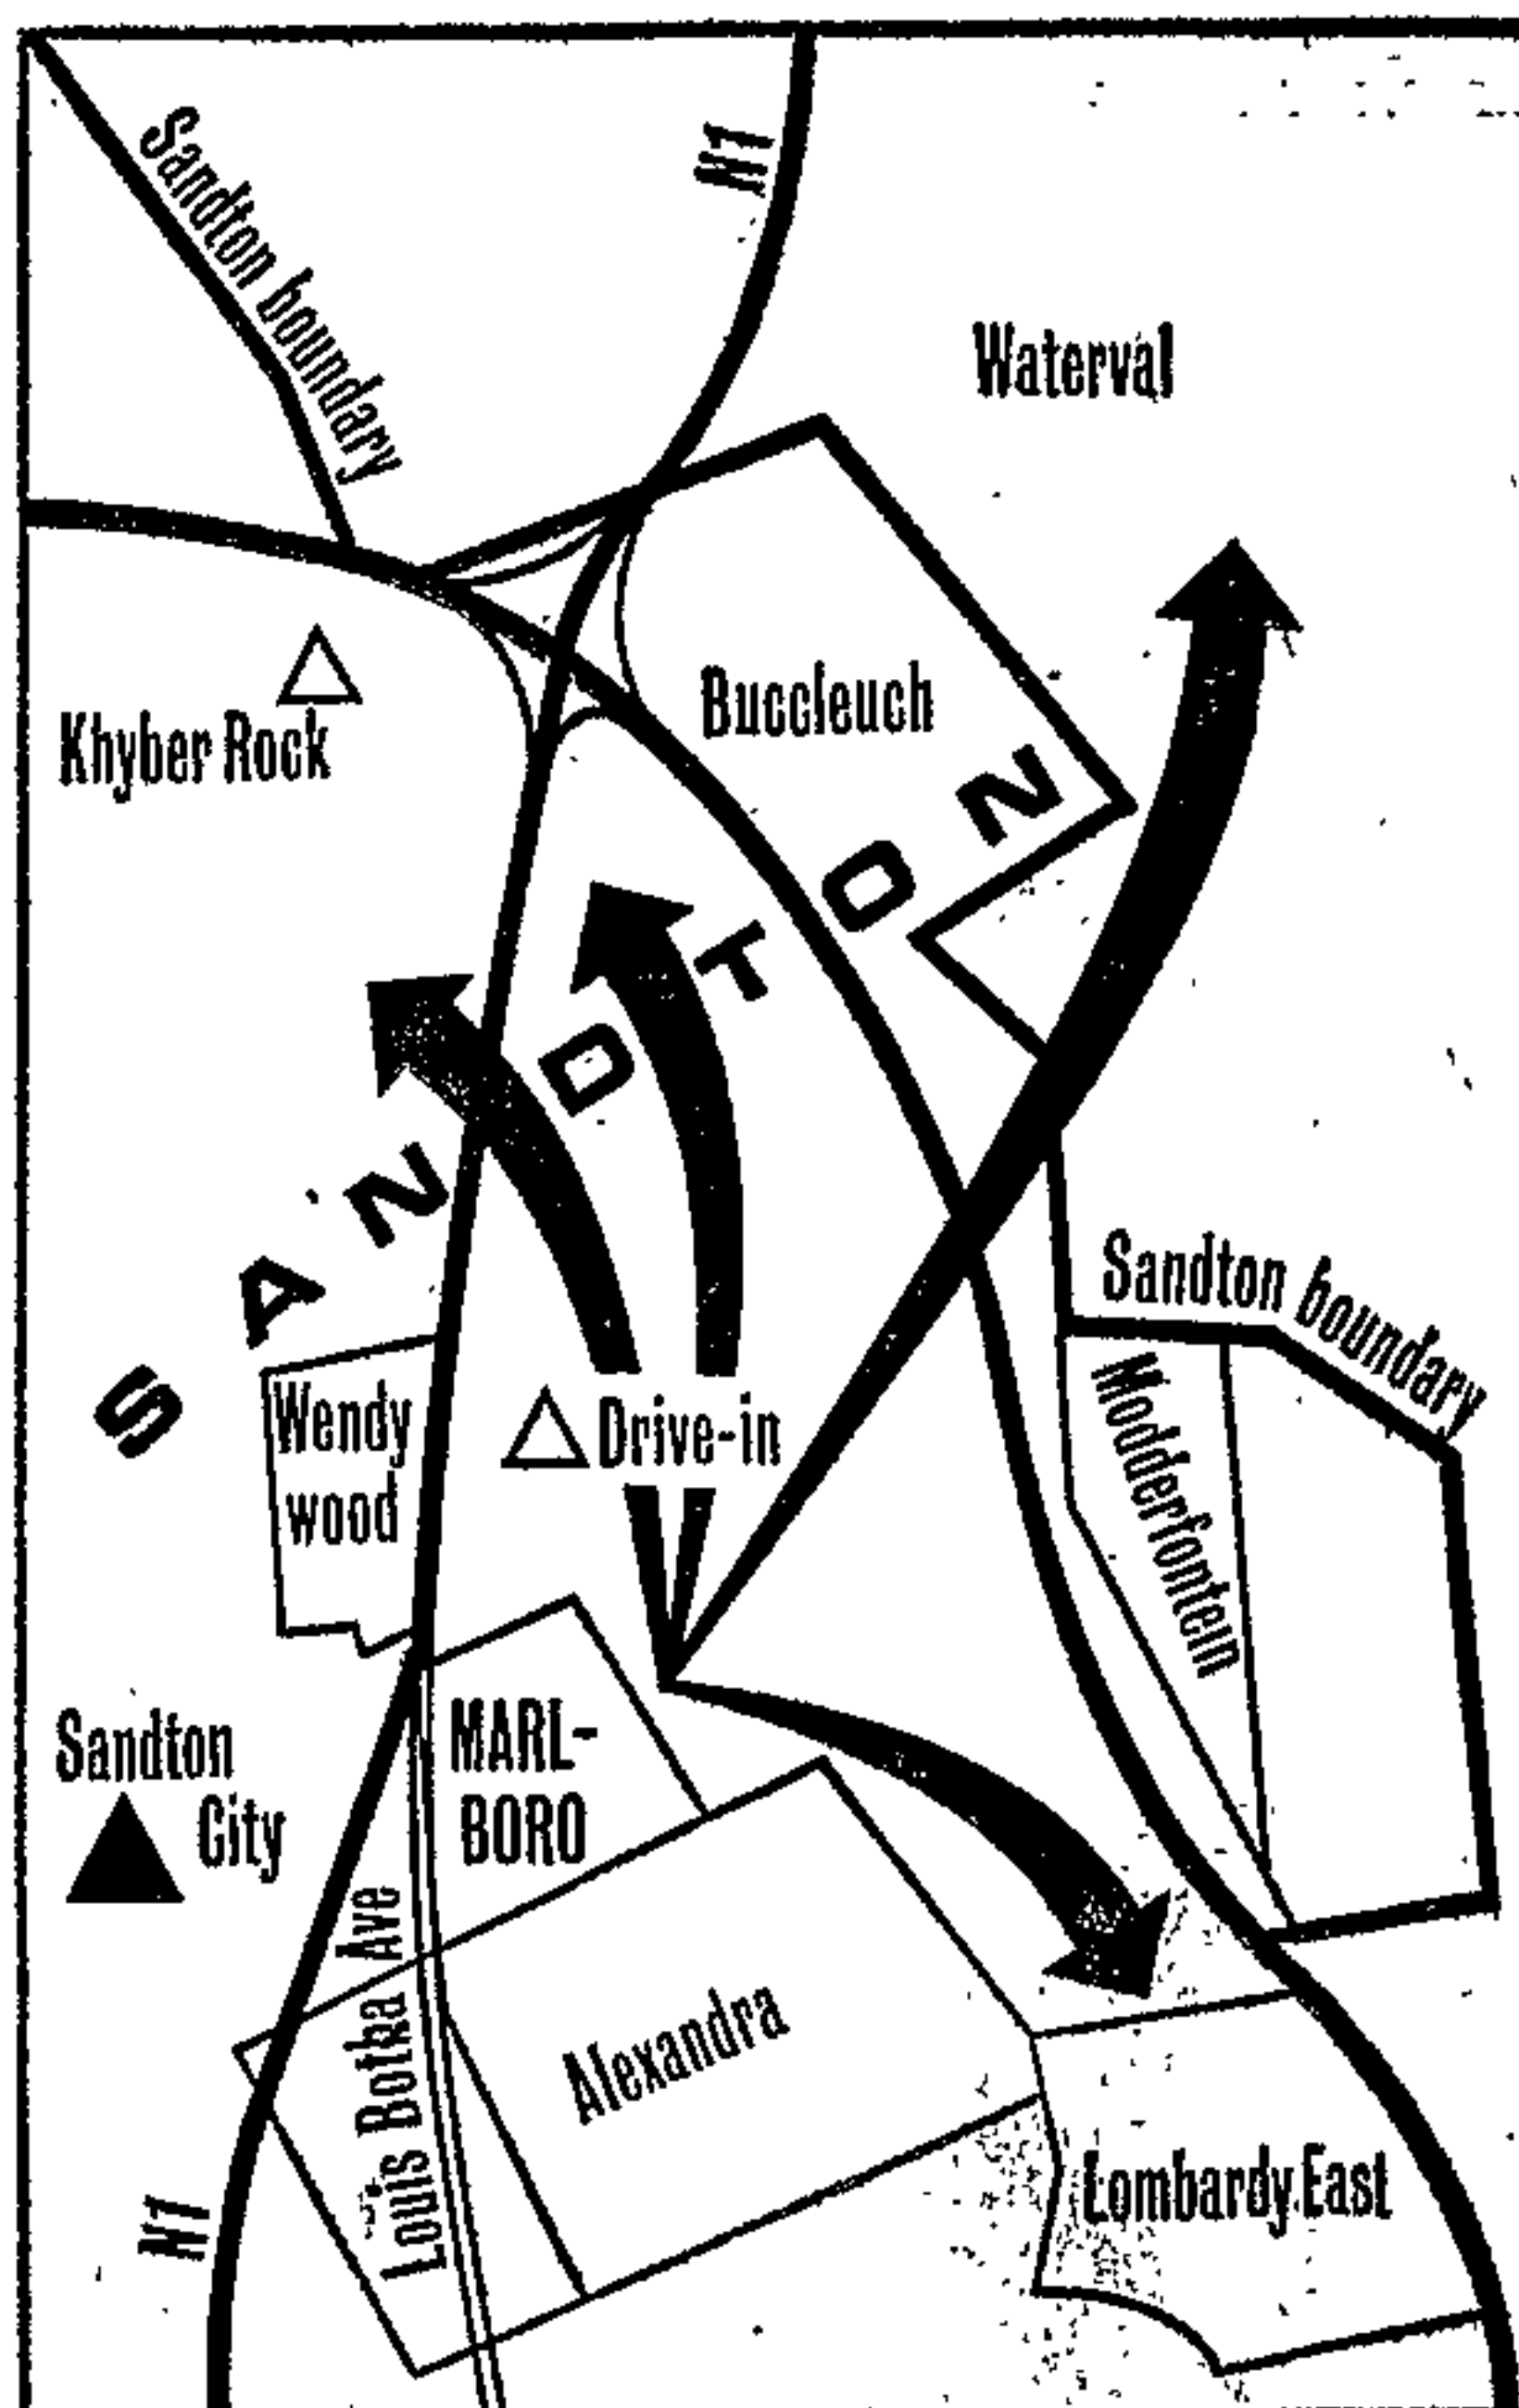 Sandton boundary
N1
Waterval
Khyber Rock
Buccleuch
SANDTON
Sandton boundary
Wendy
wood
Drive-in
Modderfontein
Sandton
City
MARL-
BORO
Louis Botha Ave
Alexandra
Lombardy East
N1